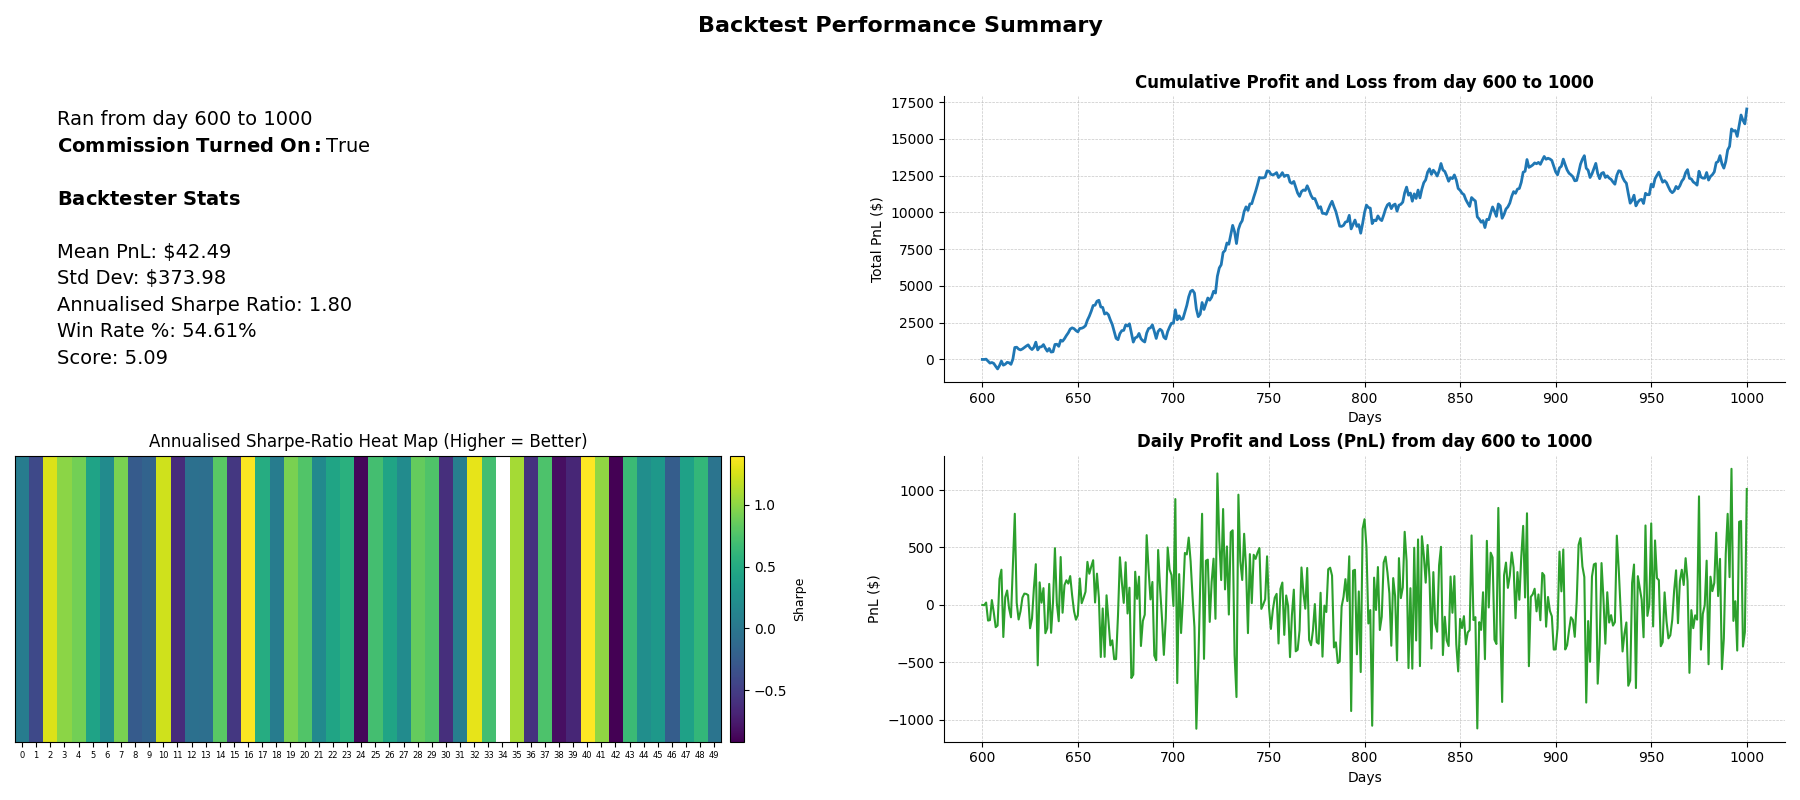 Backtest Performance Summary
Ran from day 600 to 1000
Commission Turned On: True
Backtester Stats
Mean PnL: $42.49
Std Dev: $373.98
Annualised Sharpe Ratio: 1.80
Win Rate %: 54.61%
Score: 5.09
Cumulative Profit and Loss from day 600 to 1000
Total PnL ($)
17500
15000
12500
10000
7500
5000
2500
0
600 650 700 750 800 850 900 950 1000
Days
Annualised Sharpe-Ratio Heat Map (Higher = Better)
0 1 2 3 4 5 6 7 8 9 10 11 12 13 14 15 16 17 18 19 20 21 22 23 24 25 26 27 28 29 30 31 32 33 34 35 36 37 38 39 40 41 42 43 44 45 46 47 48 49
1.0
0.5
0.0
−0.5
Sharpe
Daily Profit and Loss (PnL) from day 600 to 1000
PnL ($)
1000
500
0
−500
−1000
600 650 700 750 800 850 900 950 1000
Days